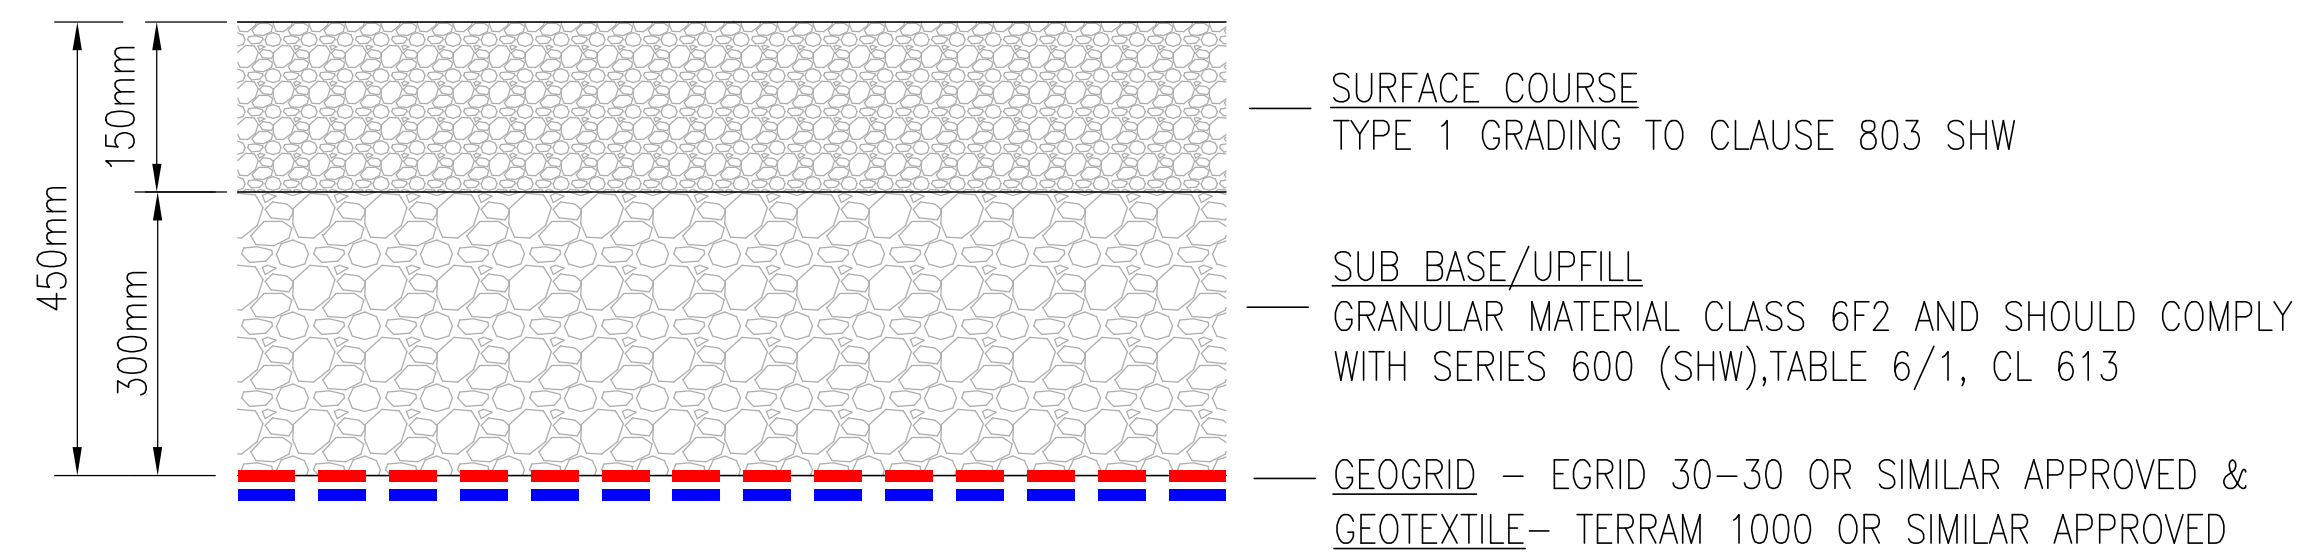 450mm
150mm
300mm
SURFACE COURSE
TYPE 1 GRADING TO CLAUSE 803 SHW
SUB BASE/UPFILL
GRANULAR MATERIAL CLASS 6F2 AND SHOULD COMPLY
WITH SERIES 600 (SHW),TABLE 6/1, CL 613
GEOGRID - EGRID 30-30 OR SIMILAR APPROVED &
GEOTEXTILE- TERRAM 1000 OR SIMILAR APPROVED